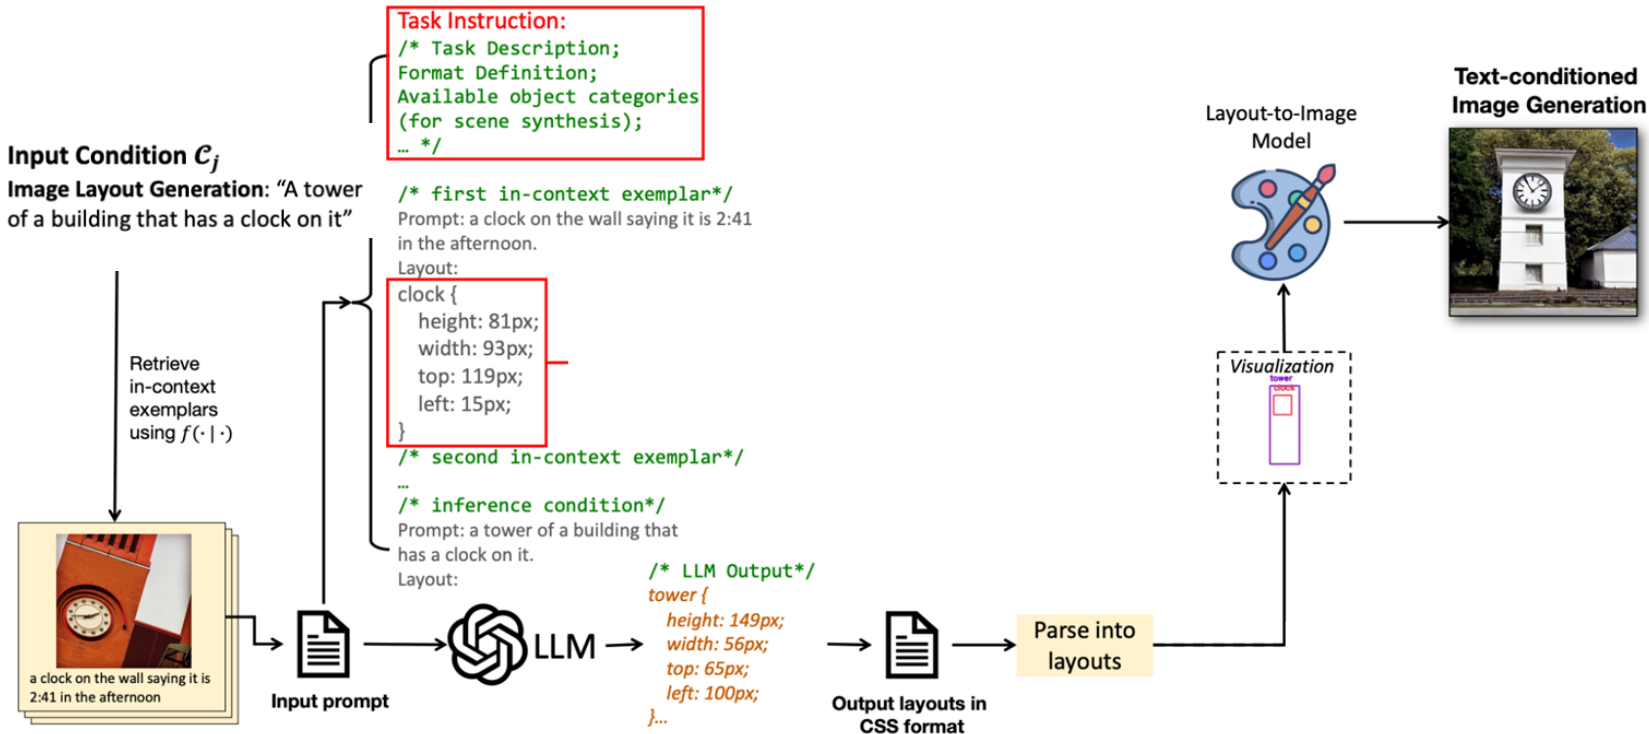 Task Instruction:
/* Task Description;
Format Definition;
Available object categories
(for scene synthesis);
… */
Input Condition 𝒞ⱼ
Image Layout Generation: “A tower
of a building that has a clock on it”
/* first in-context exemplar*/
Prompt: a clock on the wall saying it is 2:41
in the afternoon.
Layout:
clock {
height: 81px;
width: 93px;
top: 119px;
left: 15px;
}
/* second in-context exemplar*/
…
/* inference condition*/
Prompt: a tower of a building that
has a clock on it.
Layout:
Retrieve
in-context
exemplars
using f(· | ·)
a clock on the wall saying it is
2:41 in the afternoon
Input prompt
LLM
/* LLM Output*/
tower {
height: 149px;
width: 56px;
top: 65px;
left: 100px;
}...
Output layouts in
CSS format
Parse into
layouts
Visualization
tower
clock
Layout-to-Image
Model
Text-conditioned
Image Generation